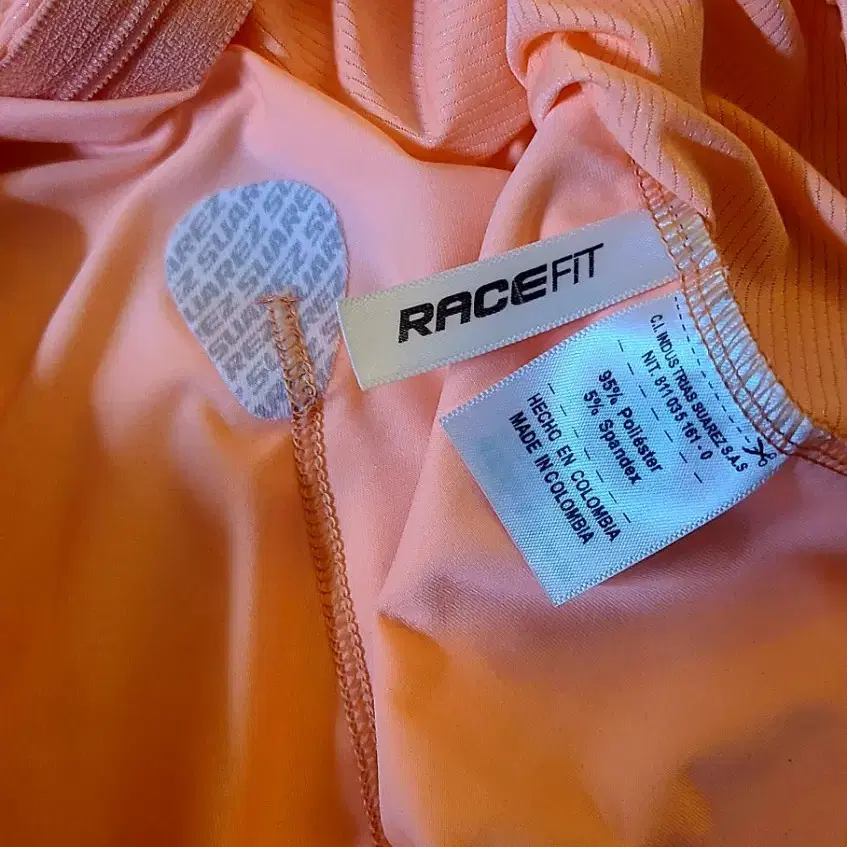 SUAREZ SUAREZ
RACEFIT
C.I. INDUSTRIAS SUAREZ S.A.S
NIT. 811 035 161-0
95% Poliéster
5% Spandex
HECHO EN COLOMBIA
MADE IN COLOMBIA